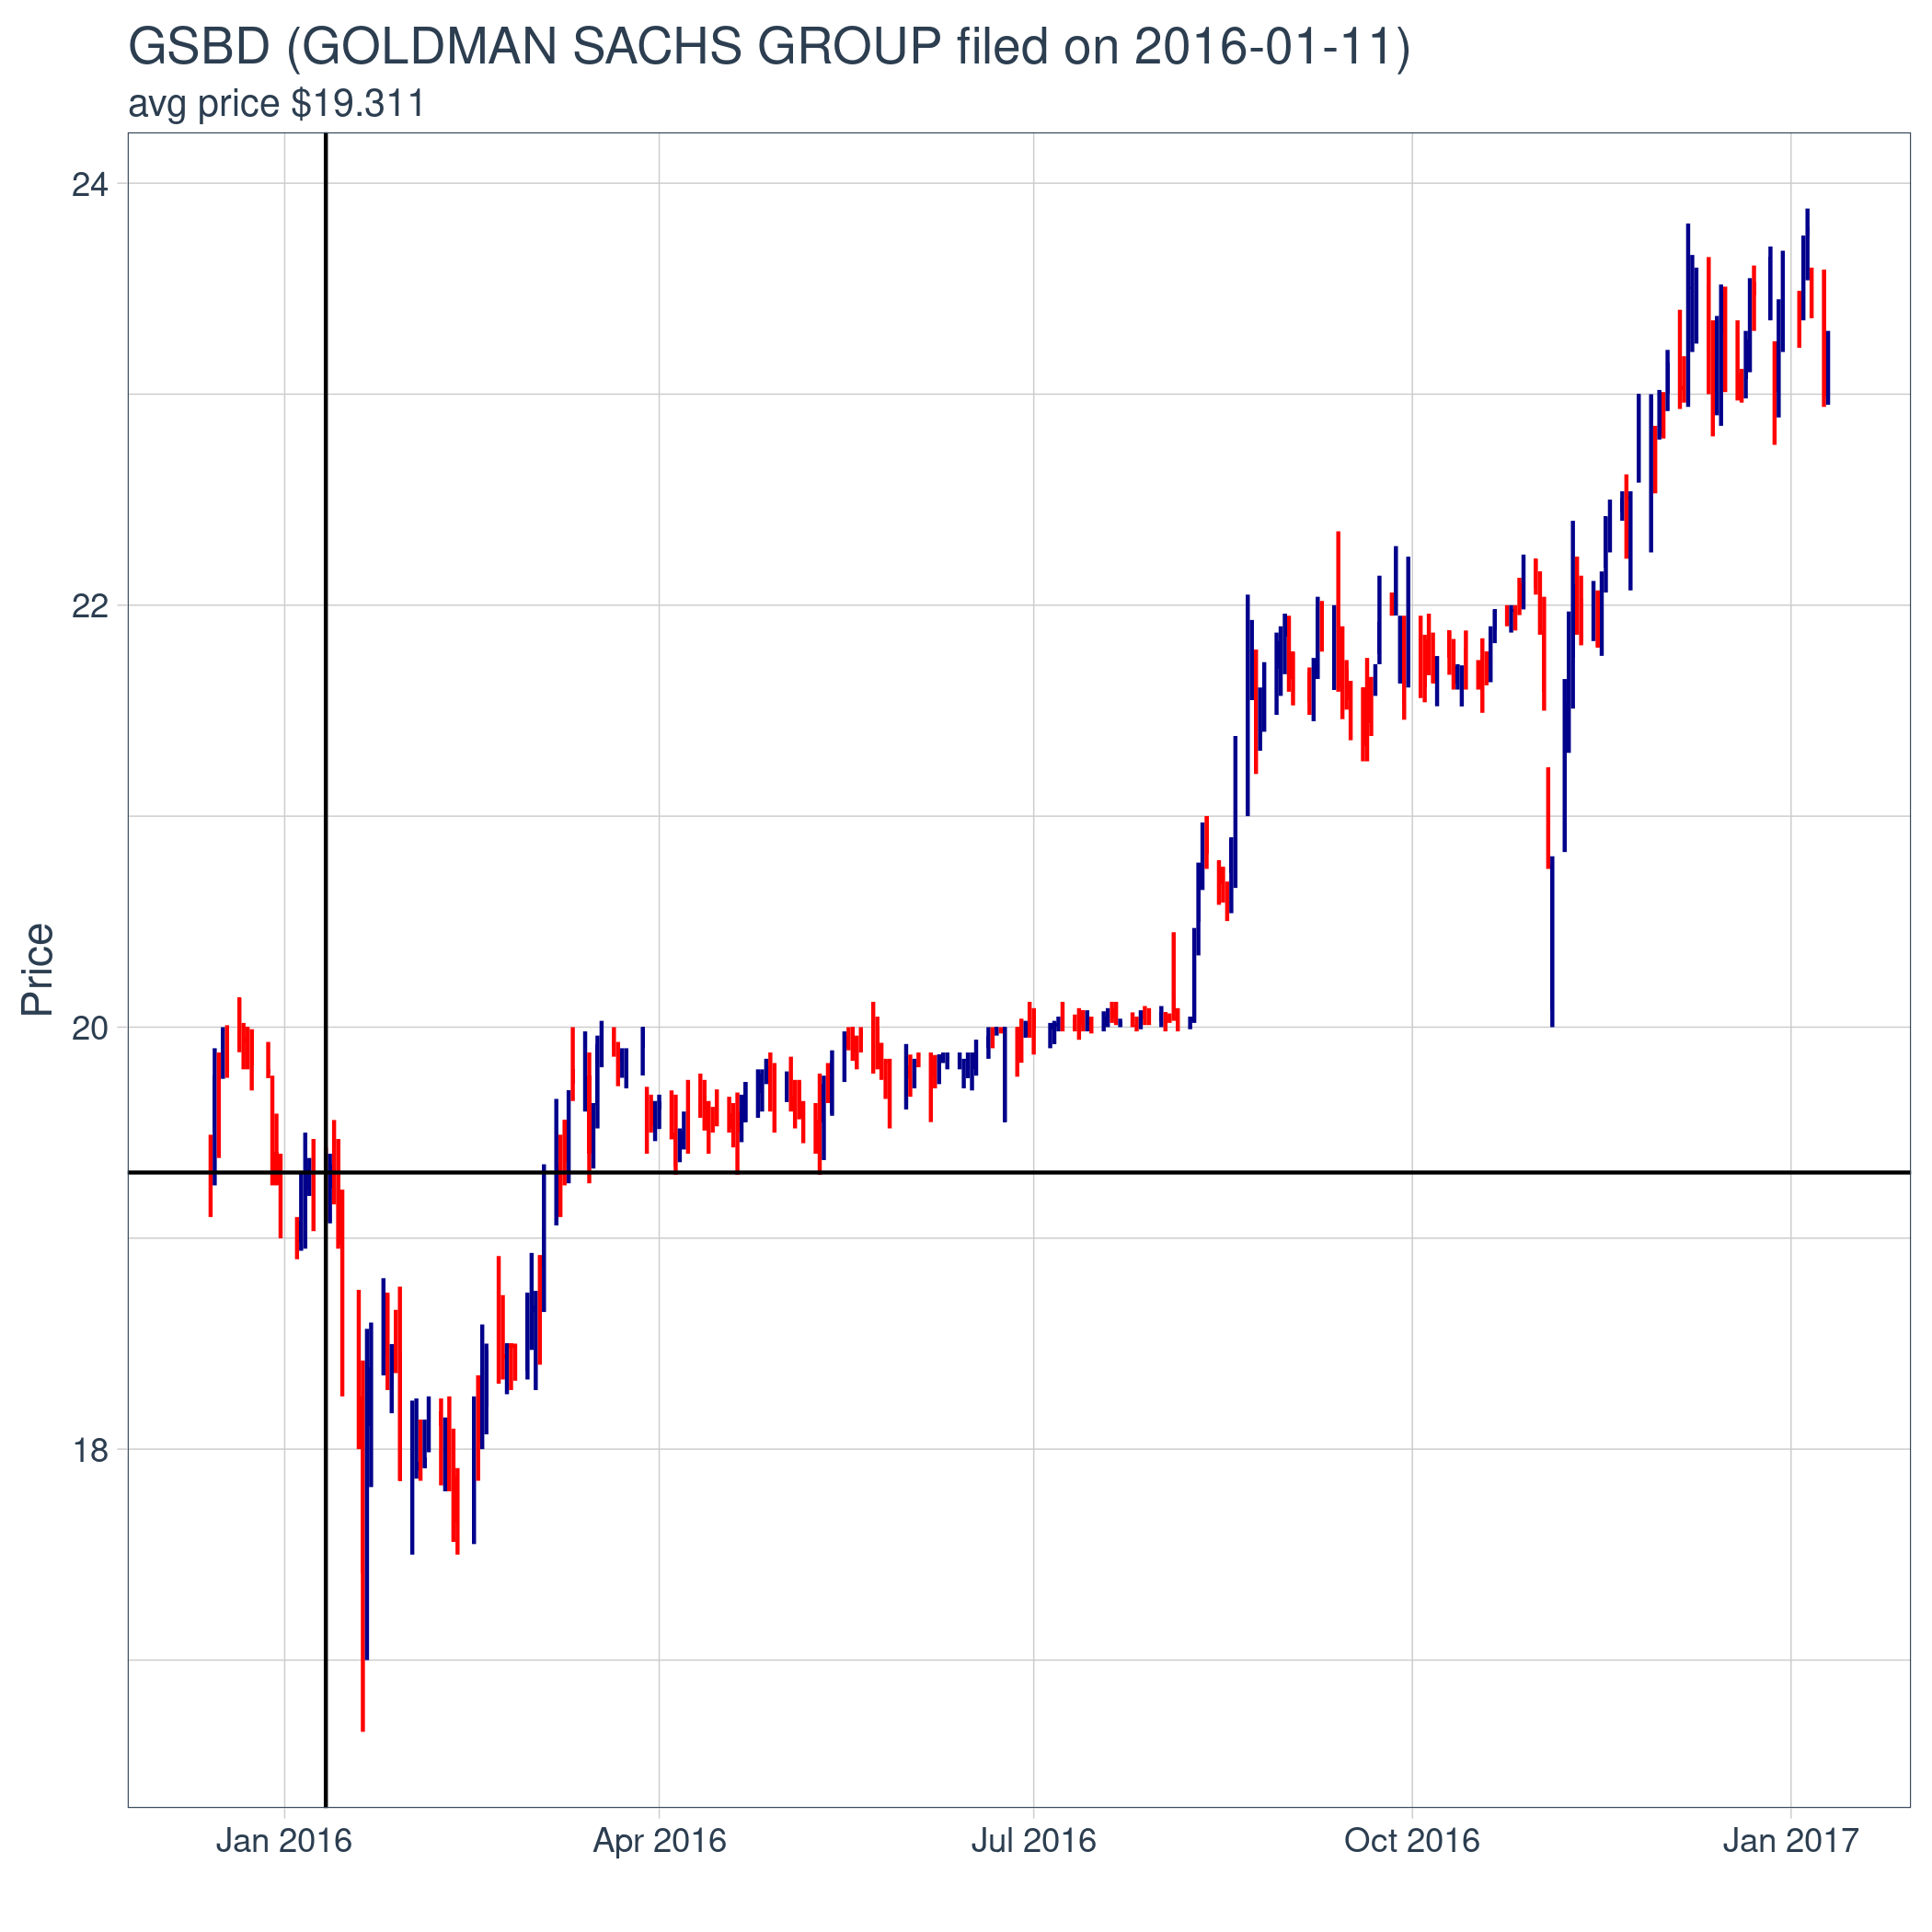 GSBD (GOLDMAN SACHS GROUP filed on 2016-01-11)
avg price $19.311
24
22
20
18
Price
Jan 2016
Apr 2016
Jul 2016
Oct 2016
Jan 2017